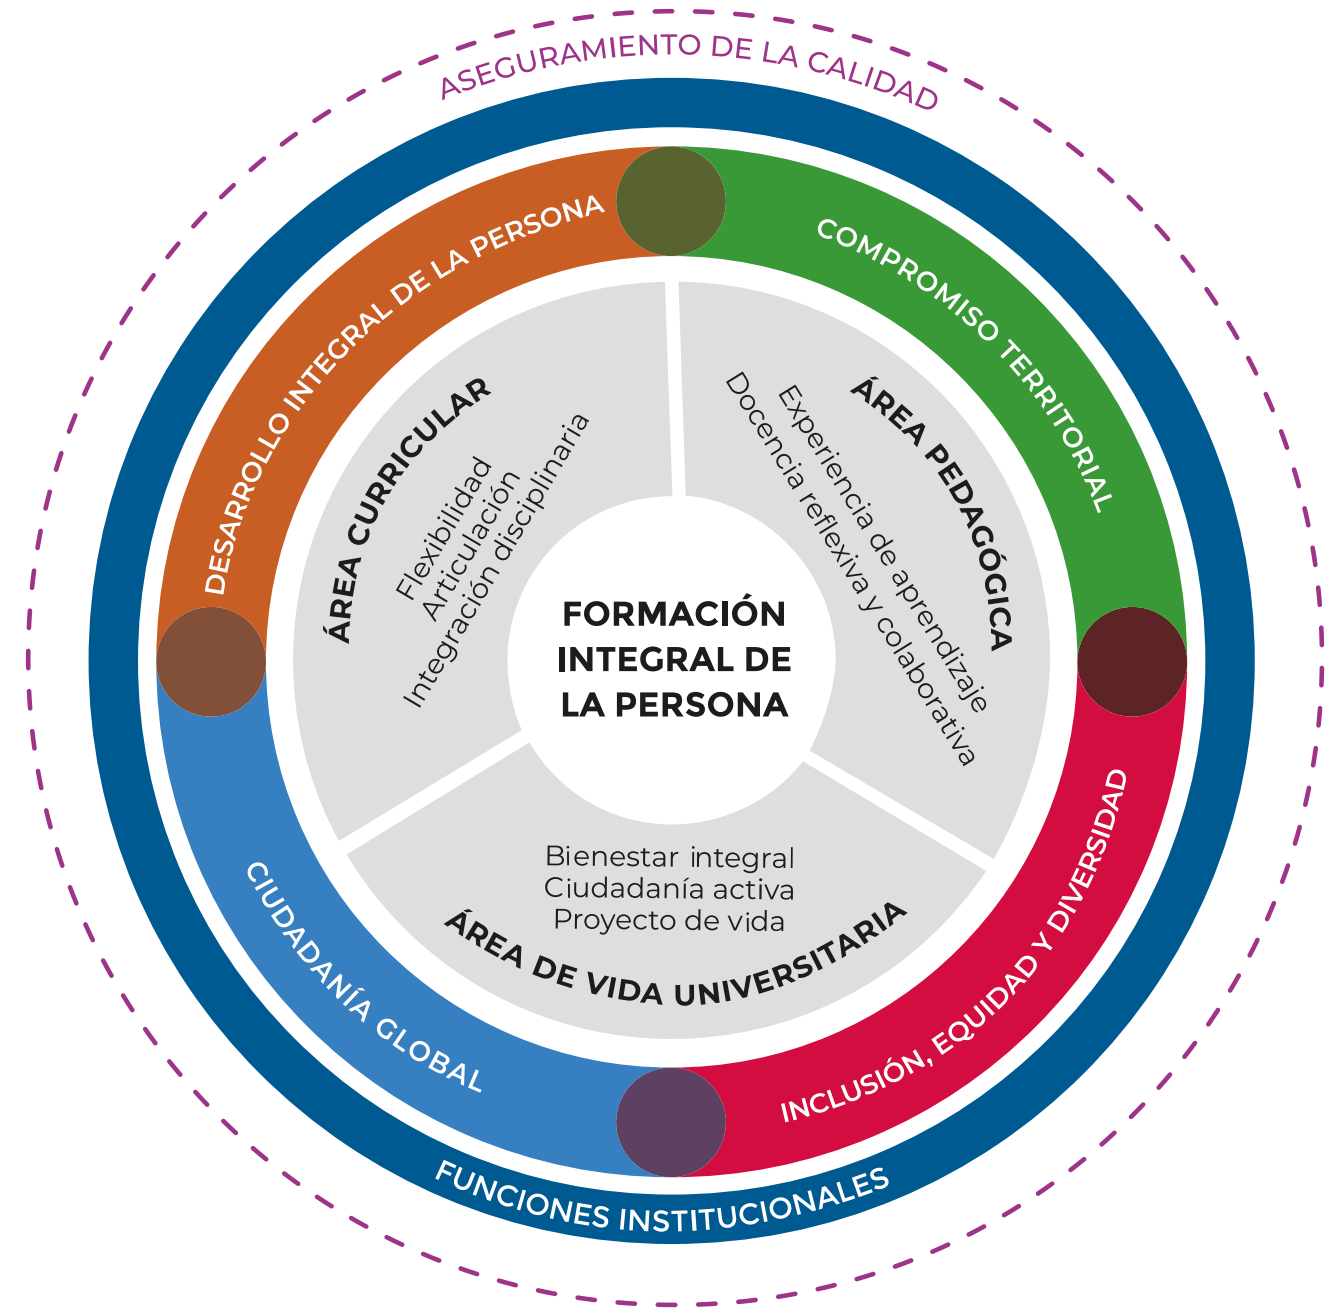 ASEGURAMIENTO DE LA CALIDAD
DESARROLLO INTEGRAL DE LA PERSONA
COMPROMISO TERRITORIAL
ÁREA CURRICULAR
Flexibilidad
Articulación
Integración disciplinaria
ÁREA PEDAGÓGICA
Experiencia de aprendizaje
Docencia reflexiva y colaborativa
FORMACIÓN
INTEGRAL DE
LA PERSONA
Bienestar integral
Ciudadanía activa
Proyecto de vida
ÁREA DE VIDA UNIVERSITARIA
CIUDADANÍA GLOBAL
INCLUSIÓN, EQUIDAD Y DIVERSIDAD
FUNCIONES INSTITUCIONALES